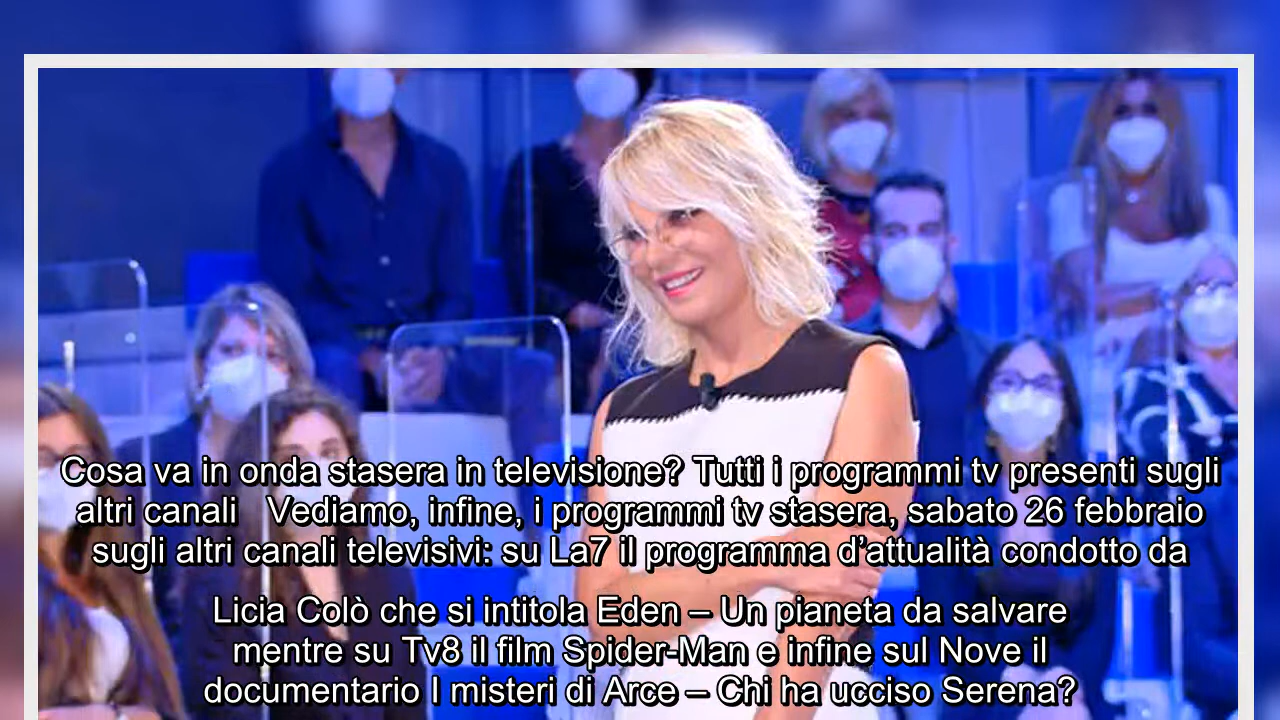 Cosa va in onda stasera in televisione? Tutti i programmi tv presenti sugli
altri canali   Vediamo, infine, i programmi tv stasera, sabato 26 febbraio
sugli altri canali televisivi: su La7 il programma d’attualità condotto da
Licia Colò che si intitola Eden – Un pianeta da salvare
mentre su Tv8 il film Spider-Man e infine sul Nove il
documentario I misteri di Arce – Chi ha ucciso Serena?